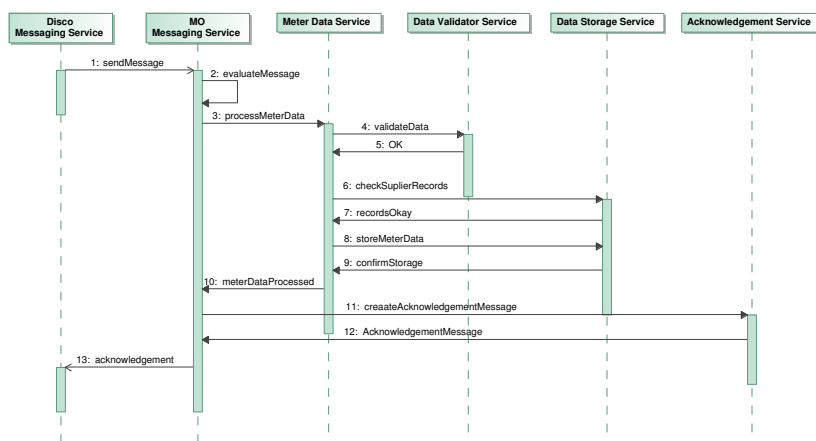 Disco
Messaging Service
MO
Messaging Service
Meter Data Service
Data Validator Service
Data Storage Service
Acknowledgement Service
1: sendMessage
2: evaluateMessage
3: processMeterData
4: validateData
5: OK
6: checkSuplierRecords
7: recordsOkay
8: storeMeterData
9: confirmStorage
10: meterDataProcessed
11: creaateAcknowledgementMessage
12: AcknowledgementMessage
13: acknowledgement